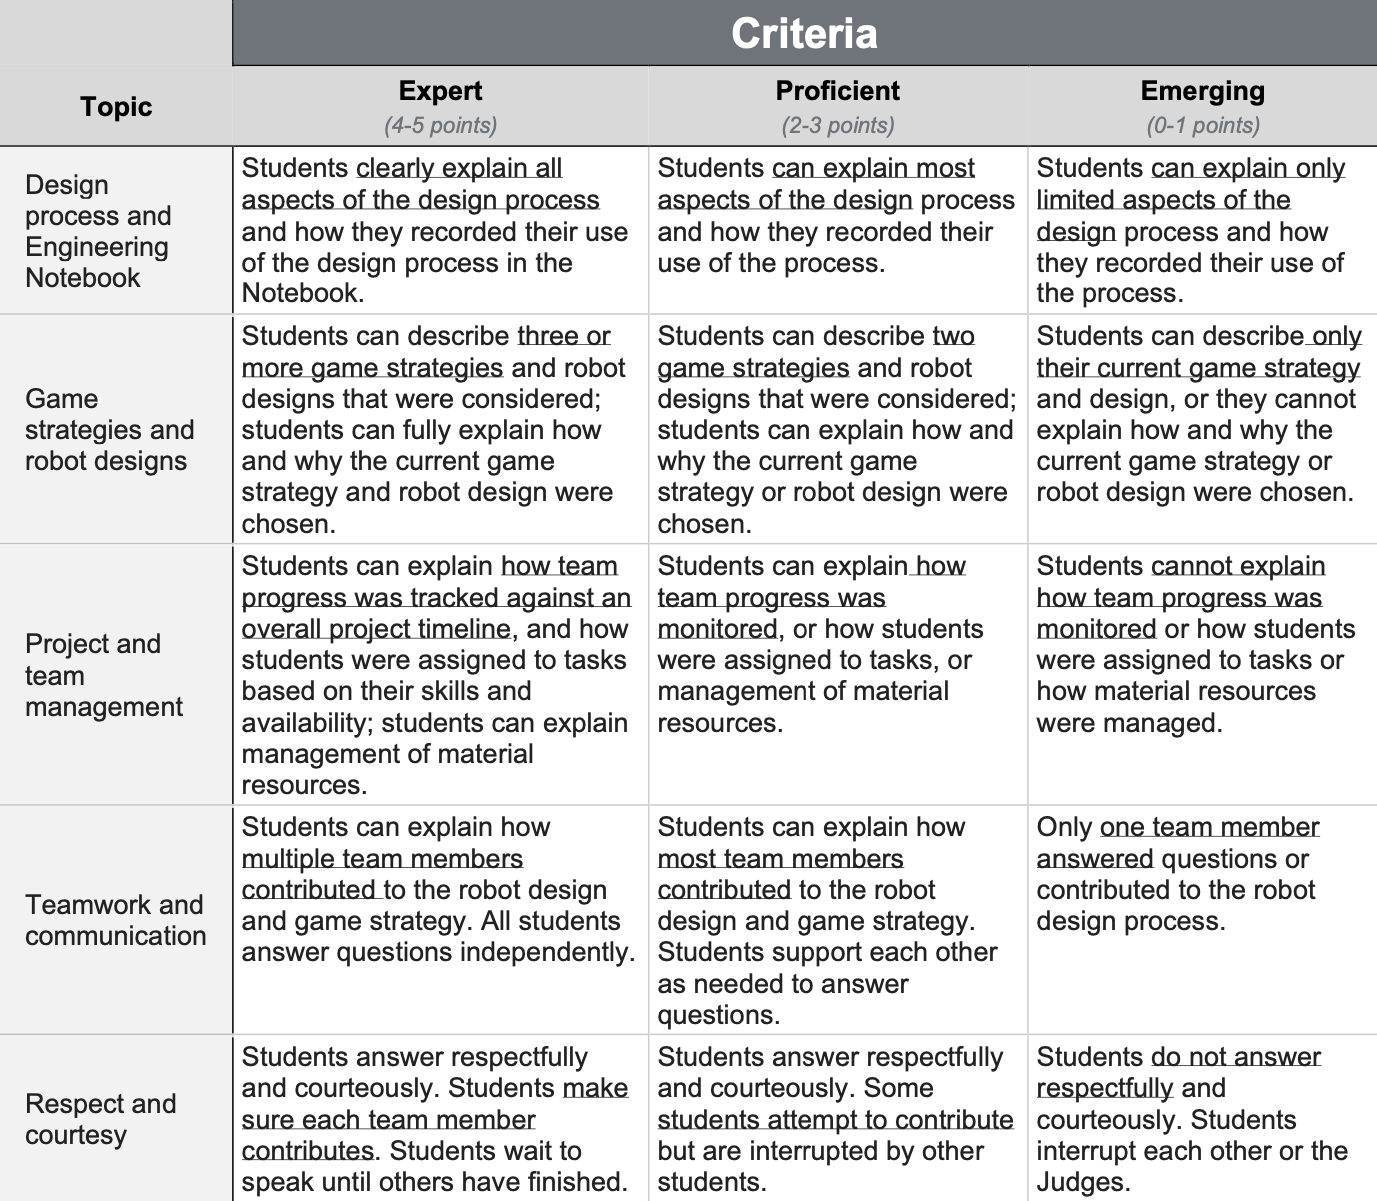 Criteria
Topic
Expert
(4-5 points)
Proficient
(2-3 points)
Emerging
(0-1 points)
Design
process and
Engineering
Notebook
Students clearly explain all
aspects of the design process
and how they recorded their use
of the design process in the
Notebook.
Students can explain most
aspects of the design process
and how they recorded their
use of the process.
Students can explain only
limited aspects of the
design process and how
they recorded their use of
the process.
Game
strategies and
robot designs
Students can describe three or
more game strategies and robot
designs that were considered;
students can fully explain how
and why the current game
strategy and robot design were
chosen.
Students can describe two
game strategies and robot
designs that were considered;
students can explain how and
why the current game
strategy or robot design were
chosen.
Students can describe only
their current game strategy
and design, or they cannot
explain how and why the
current game strategy or
robot design were chosen.
Project and
team
management
Students can explain how team
progress was tracked against an
overall project timeline, and how
students were assigned to tasks
based on their skills and
availability; students can explain
management of material
resources.
Students can explain how
team progress was
monitored, or how students
were assigned to tasks, or
management of material
resources.
Students cannot explain
how team progress was
monitored or how students
were assigned to tasks or
how material resources
were managed.
Teamwork and
communication
Students can explain how
multiple team members
contributed to the robot design
and game strategy. All students
answer questions independently.
Students can explain how
most team members
contributed to the robot
design and game strategy.
Students support each other
as needed to answer
questions.
Only one team member
answered questions or
contributed to the robot
design process.
Respect and
courtesy
Students answer respectfully
and courteously. Students make
sure each team member
contributes. Students wait to
speak until others have finished.
Students answer respectfully
and courteously. Some
students attempt to contribute
but are interrupted by other
students.
Students do not answer
respectfully and
courteously. Students
interrupt each other or the
Judges.